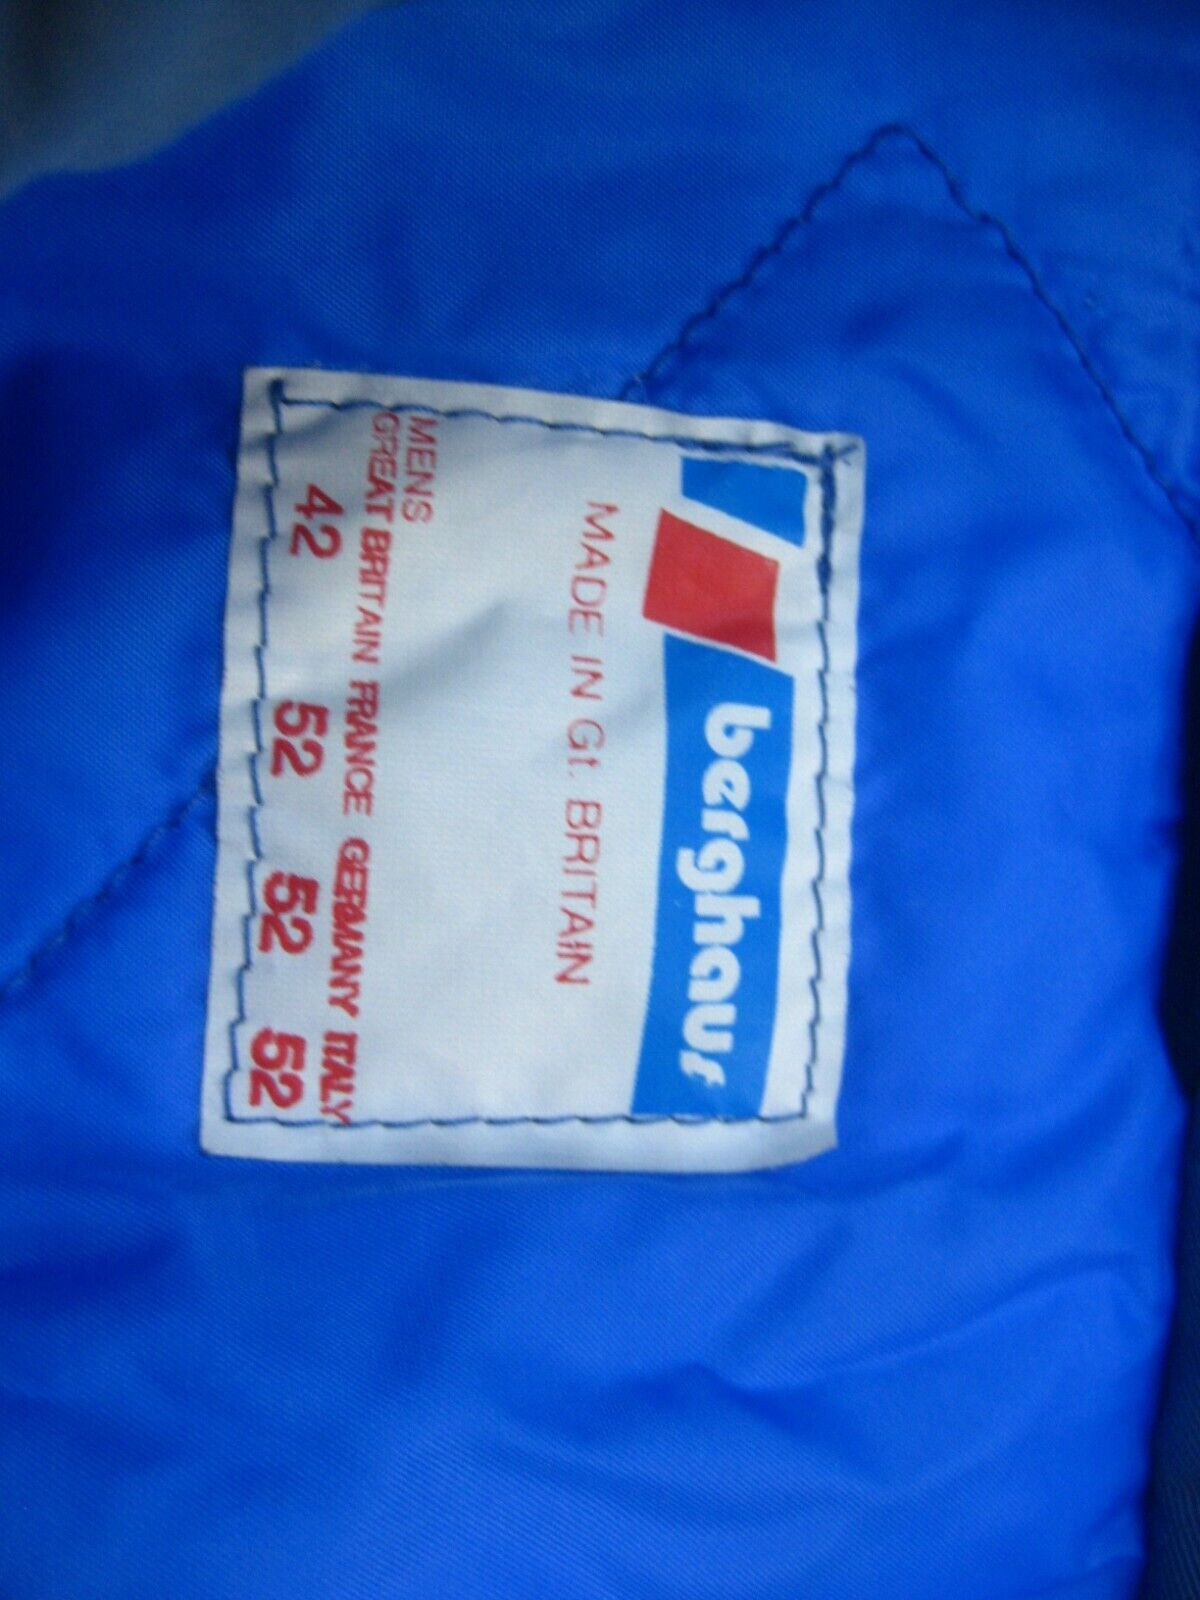 berghaus
MADE IN Gt. BRITAIN
MENS
GREAT BRITAIN FRANCE GERMANY ITALY
42 52 52 52